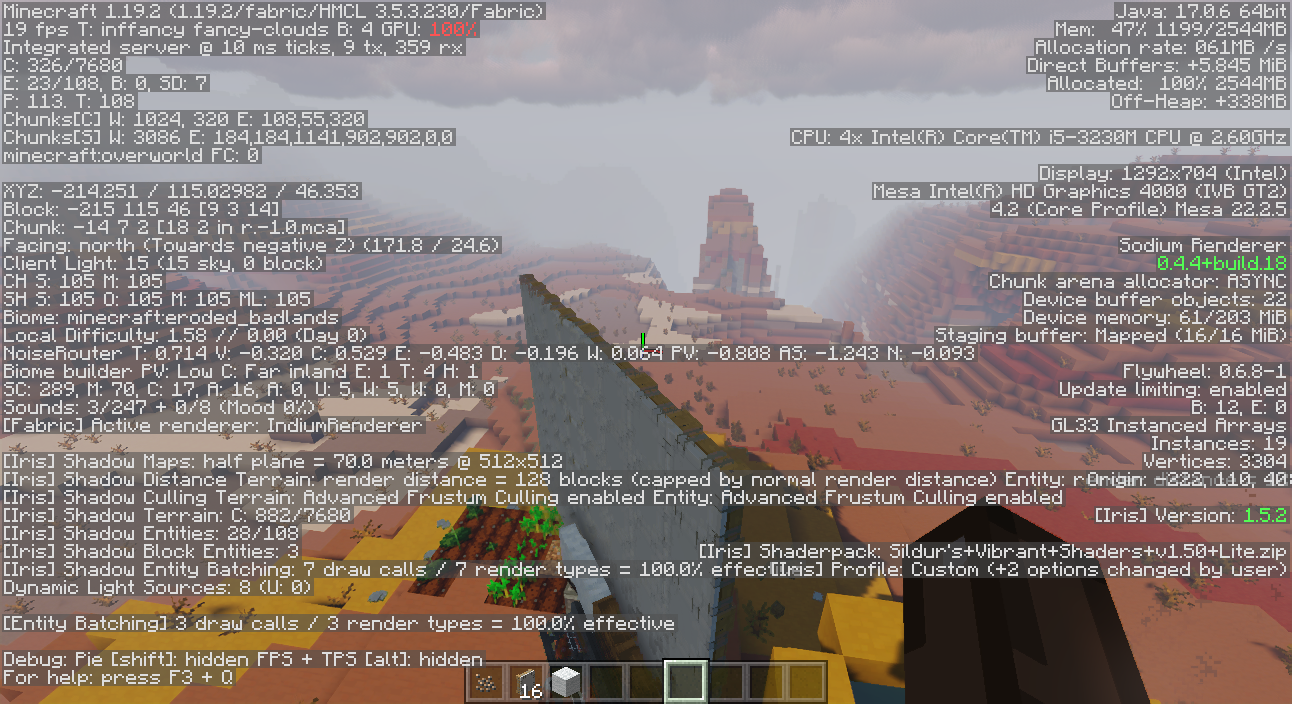 Minecraft 1.19.2 (1.19.2/fabric/HMCL 3.5.3.230/Fabric)
19 fps T: inffancy fancy-clouds B: 4 GPU: 100%
Integrated server @ 10 ms ticks, 9 tx, 359 rx
C: 326/7680
E: 23/108, B: 0, SD: 7
P: 113. T: 108
Chunks[C] W: 1024, 320 E: 108,55,320
Chunks[S] W: 3086 E: 184,184,1141,902,902,0,0
minecraft:overworld FC: 0
XYZ: -214.251 / 115.02982 / 46.353
Block: -215 115 46 [9 3 14]
Chunk: -14 7 2 [18 2 in r.-1.0.mca]
Facing: north (Towards negative Z) (171.8 / 24.6)
Client Light: 15 (15 sky, 0 block)
CH S: 105 M: 105
SH S: 105 O: 105 M: 105 ML: 105
Biome: minecraft:eroded_badlands
Local Difficulty: 1.58 // 0.00 (Day 0)
NoiseRouter T: 0.714 V: -0.320 C: 0.529 E: -0.483 D: -0.196 W: 0.064 PV: -0.808 AS: -1.243 N: -0.093
Biome builder PV: Low C: Far inland E: 1 T: 4 H: 1
SC: 289, M: 70, C: 17, A: 16, A: 0, U: 5, W: 5, W: 0, M: 0
Sounds: 3/247 + 0/8 (Mood 0%)
[Fabric] Active renderer: IndiumRenderer
[Iris] Shadow Maps: half plane = 70.0 meters @ 512x512
[Iris] Shadow Distance Terrain: render distance = 128 blocks (capped by normal render distance) Entity:
[Iris] Shadow Culling Terrain: Advanced Frustum Culling enabled Entity: Advanced Frustum Culling enabled
[Iris] Shadow Terrain: C: 882/7680
[Iris] Shadow Entities: 28/108
[Iris] Shadow Block Entities: 3
[Iris] Shadow Entity Batching: 7 draw calls / 7 render types = 100.0%
Dynamic Light Sources: 8 (U: 0)
[Entity Batching] 3 draw calls / 3 render types = 100.0% effective
Debug: Pie [shift]: hidden FPS + TPS [alt]: hidden
For help: press F3 + Q
Java: 17.0.6 64bit
Mem: 47% 1199/2544MB
Allocation rate: 061MB /s
Direct Buffers: +5.845 MiB
Allocated: 100% 2544MB
Off-Heap: +338MB
CPU: 4x Intel(R) Core(TM) i5-3230M CPU @ 2.60GHz
Display: 1292x704 (Intel)
Mesa Intel(R) HD Graphics 4000 (IVB GT2)
4.2 (Core Profile) Mesa 22.2.5
Sodium Renderer
0.4.4+build.18
Chunk arena allocator: ASYNC
Device buffer objects: 22
Device memory: 61/203 MiB
Staging buffer: Mapped (16/16 MiB)
Flywheel: 0.6.8-1
Update limiting: enabled
B: 12, E: 0
GL33 Instanced Arrays
Instances: 19
Vertices: 3304
Origin: -222, 110,
[Iris] Version: 1.5.2
[Iris] Shaderpack: Sildur's+Vibrant+Shaders+v1.50+Lite.zip
[Iris] Profile: Custom (+2 options changed by user)
16